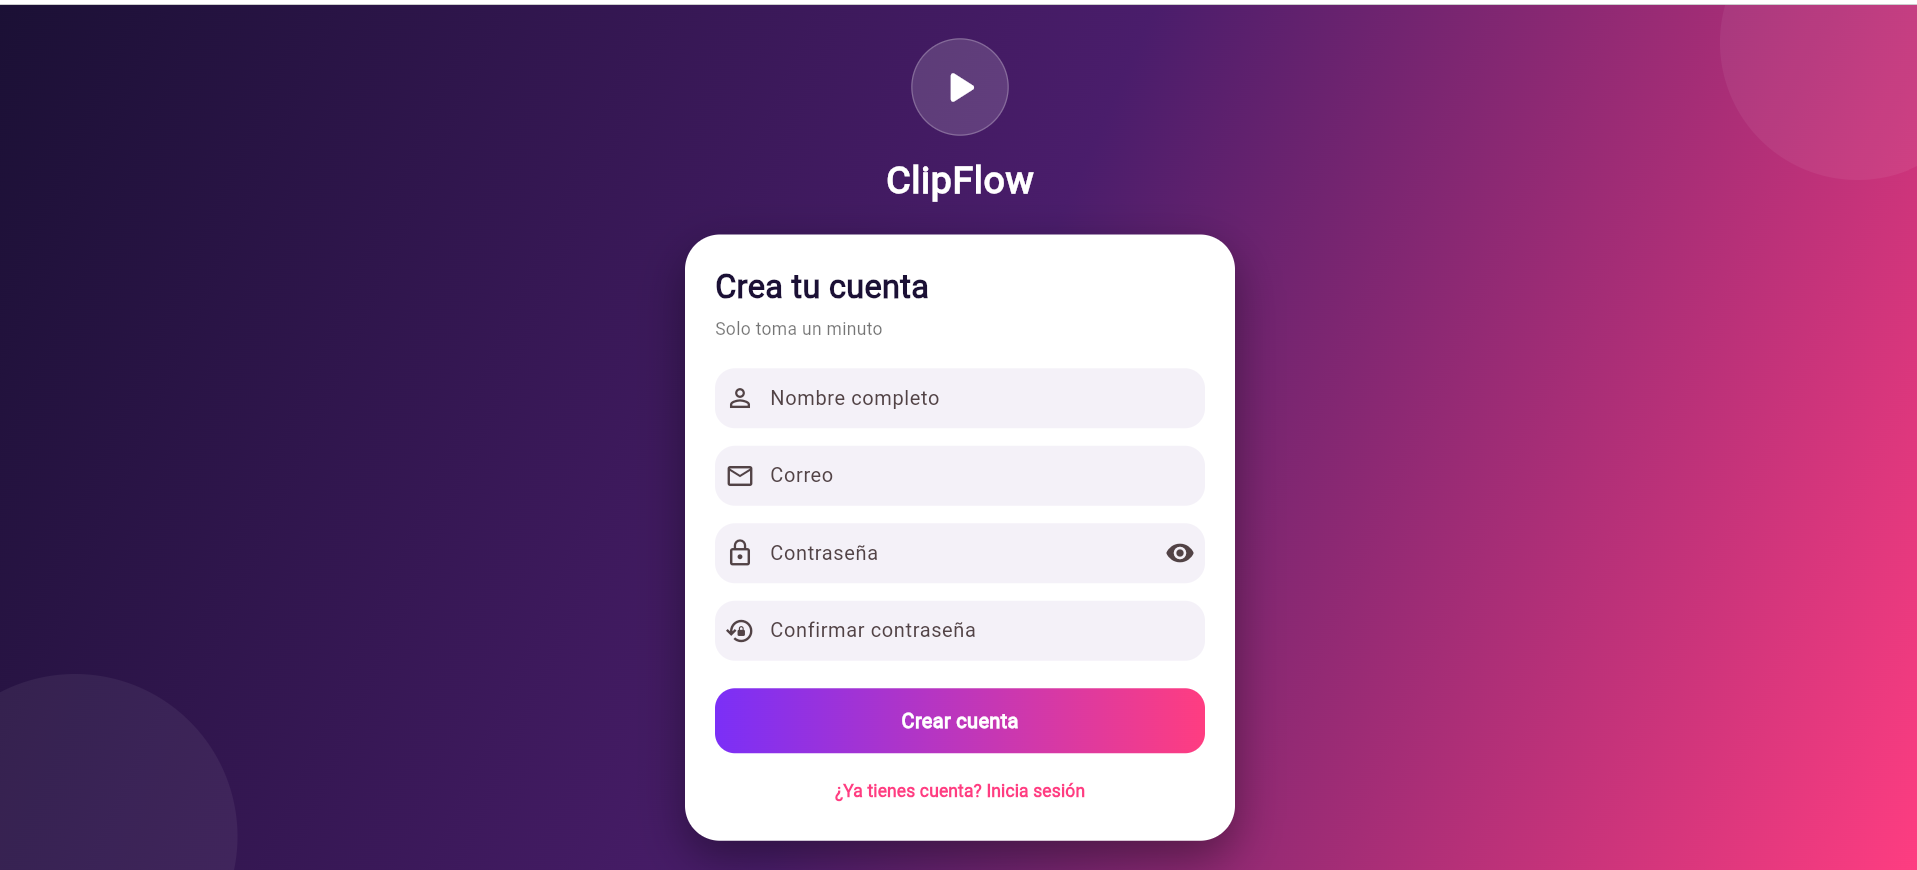 ClipFlow
Crea tu cuenta
Solo toma un minuto
Nombre completo
Correo
Contraseña
Confirmar contraseña
Crear cuenta
¿Ya tienes cuenta? Inicia sesión